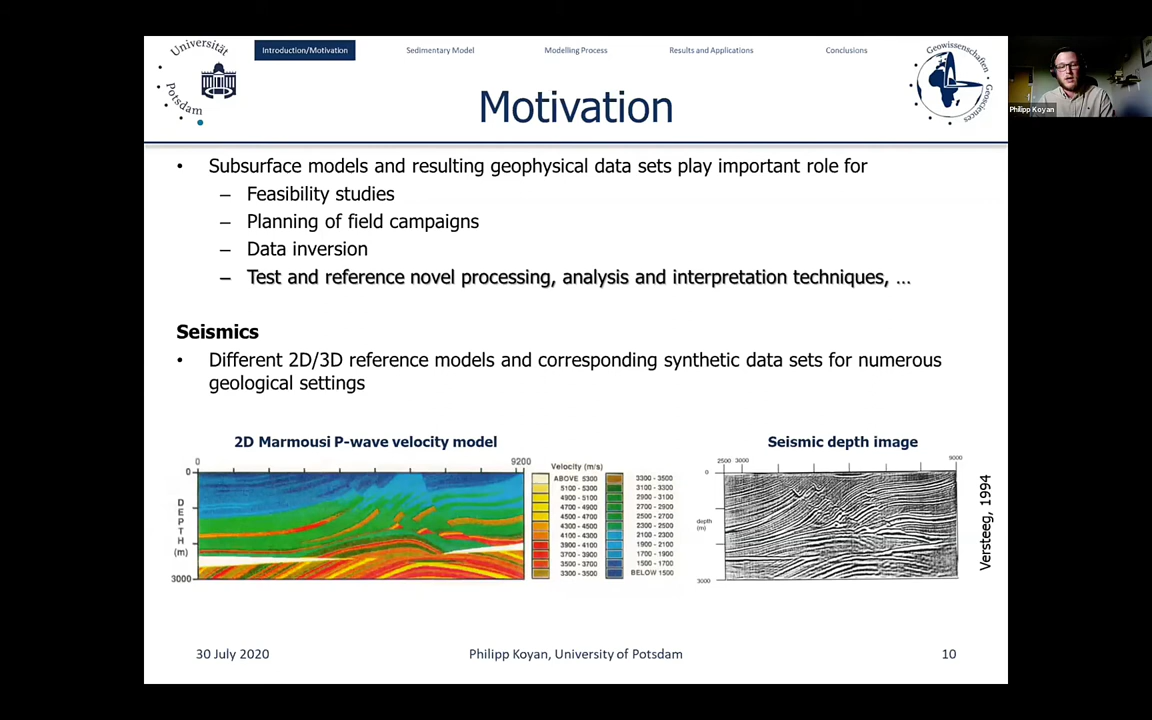 Universität
Potsdam
Introduction/Motivation
Sedimentary Model
Modelling Process
Results and Applications
Conclusions
Geowissenschaften
Geosciences
Philipp Koyan
Motivation
• Subsurface models and resulting geophysical data sets play important role for
– Feasibility studies
– Planning of field campaigns
– Data inversion
– Test and reference novel processing, analysis and interpretation techniques, ...
Seismics
• Different 2D/3D reference models and corresponding synthetic data sets for numerous
geological settings
2D Marmousi P-wave velocity model
0
9200
0
DEPTH
(m)
3000
Velocity (m/s)
ABOVE 5300
5100 - 5300
4900 - 5100
4700 - 4900
4500 - 4700
4300 - 4500
4100 - 4300
3900 - 4100
3700 - 3900
3500 - 3700
3300 - 3500
3300 - 3500
3100 - 3300
2900 - 3100
2700 - 2900
2500 - 2700
2300 - 2500
2100 - 2300
1900 - 2100
1700 - 1900
1500 - 1700
BELOW 1500
Seismic depth image
2500 3000
9000
0
depth
(m)
3000
Versteeg, 1994
30 July 2020
Philipp Koyan, University of Potsdam
10